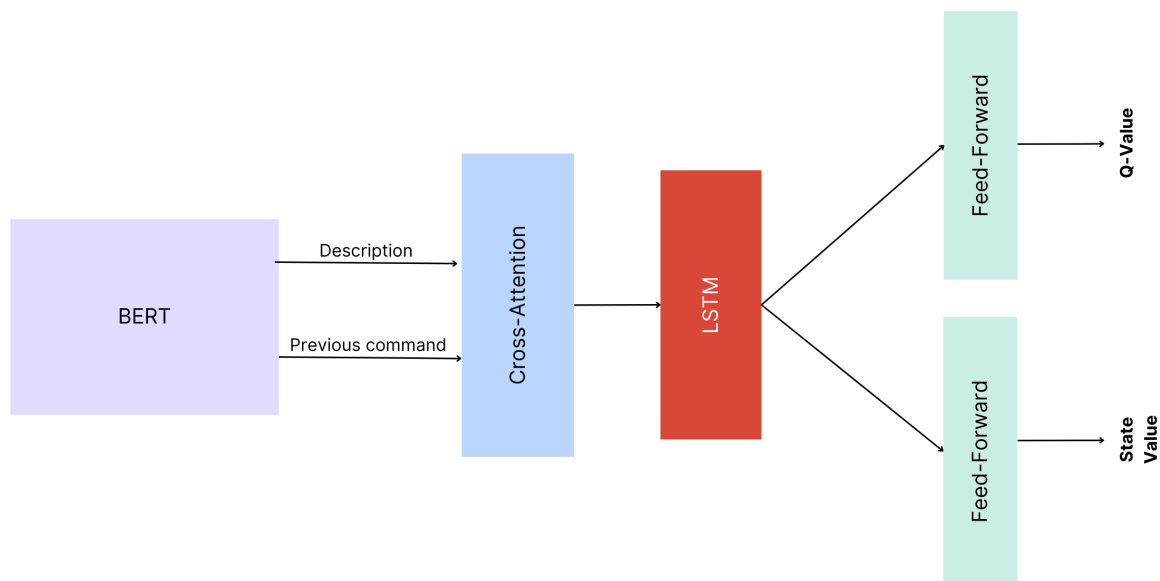 BERT
Description
Previous command
Cross-Attention
LSTM
Feed-Forward
Q-Value
Feed-Forward
State
Value